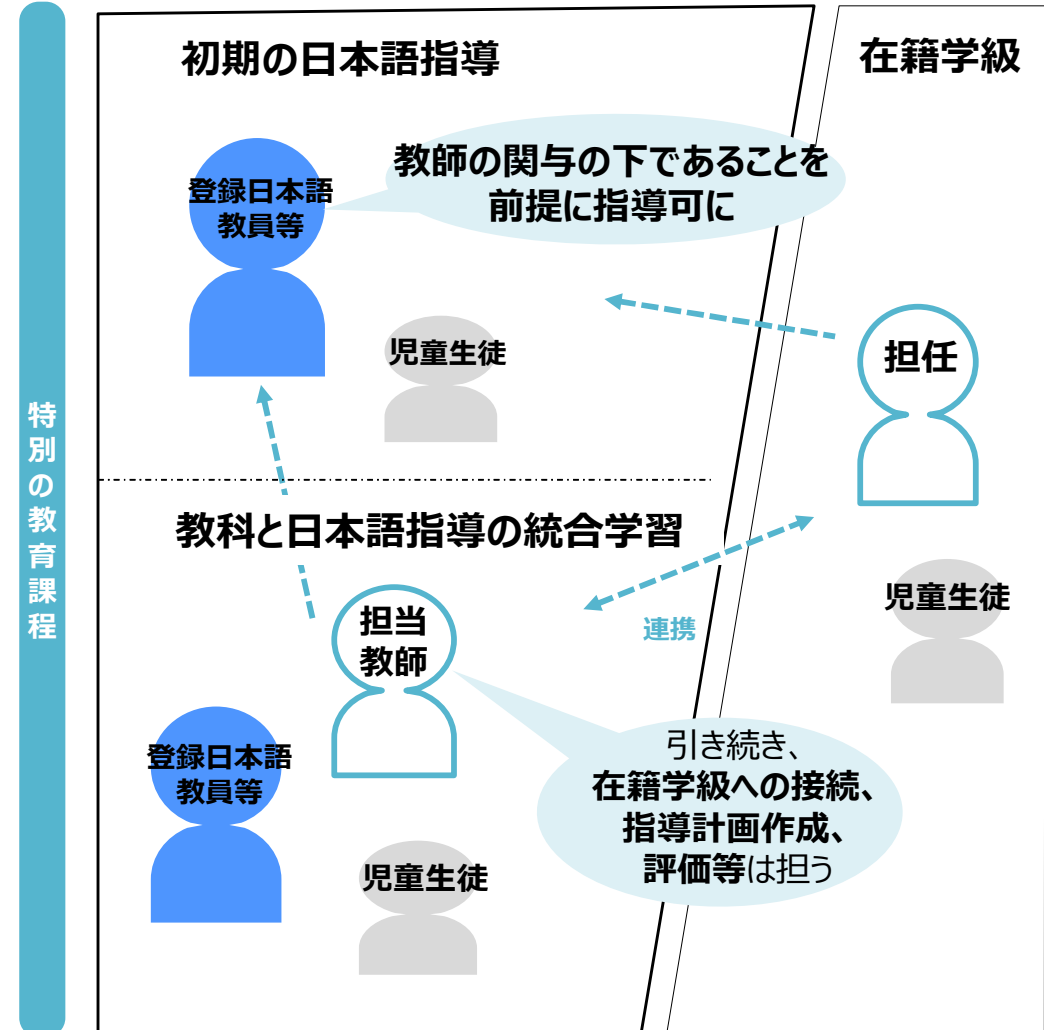 特別の教育課程
初期の日本語指導
在籍学級
教師の関与の下であることを
前提に指導可に
登録日本語
教員等
児童生徒
担任
教科と日本語指導の統合学習
担当
教師
連携
児童生徒
登録日本語
教員等
引き続き、
在籍学級への接続、
指導計画作成、
評価等は担う
児童生徒